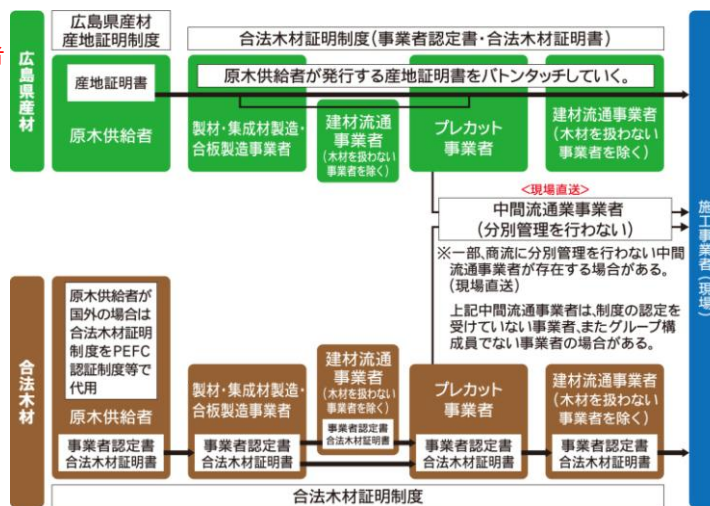 広島県産材
産地証明制度
合法木材証明制度(事業者認定書・合法木材証明書)
者
広島県産材
産地証明書
原木供給者が発行する産地証明書をバトンタッチしていく。
原木供給者
製材・集成材製造・
合板製造事業者
建材流通
事業者
(木材を扱わない
事業者を除く)
プレカット
事業者
建材流通事業者
(木材を扱わない
事業者を除く)
<現場直送>
中間流通業事業者
(分別管理を行わない)
※一部、商流に分別管理を行わない中間
流通事業者が存在する場合がある。
(現場直送)
上記中間流通事業者は、制度の認定を
受けていない事業者、またグループ構
成員でない事業者の場合がある。
施工事業者(現場)
合法木材
原木供給者が
国外の場合は
合法木材証明
制度をPEFC
認証制度等で
代用
原木供給者
事業者認定書
合法木材証明書
製材・集成材製造・
合板製造事業者
事業者認定書
合法木材証明書
建材流通
事業者
(木材を扱わない
事業者を除く)
事業者認定書
合法木材証明書
プレカット
事業者
事業者認定書
合法木材証明書
建材流通事業者
(木材を扱わない
事業者を除く)
事業者認定書
合法木材証明書
合法木材証明制度